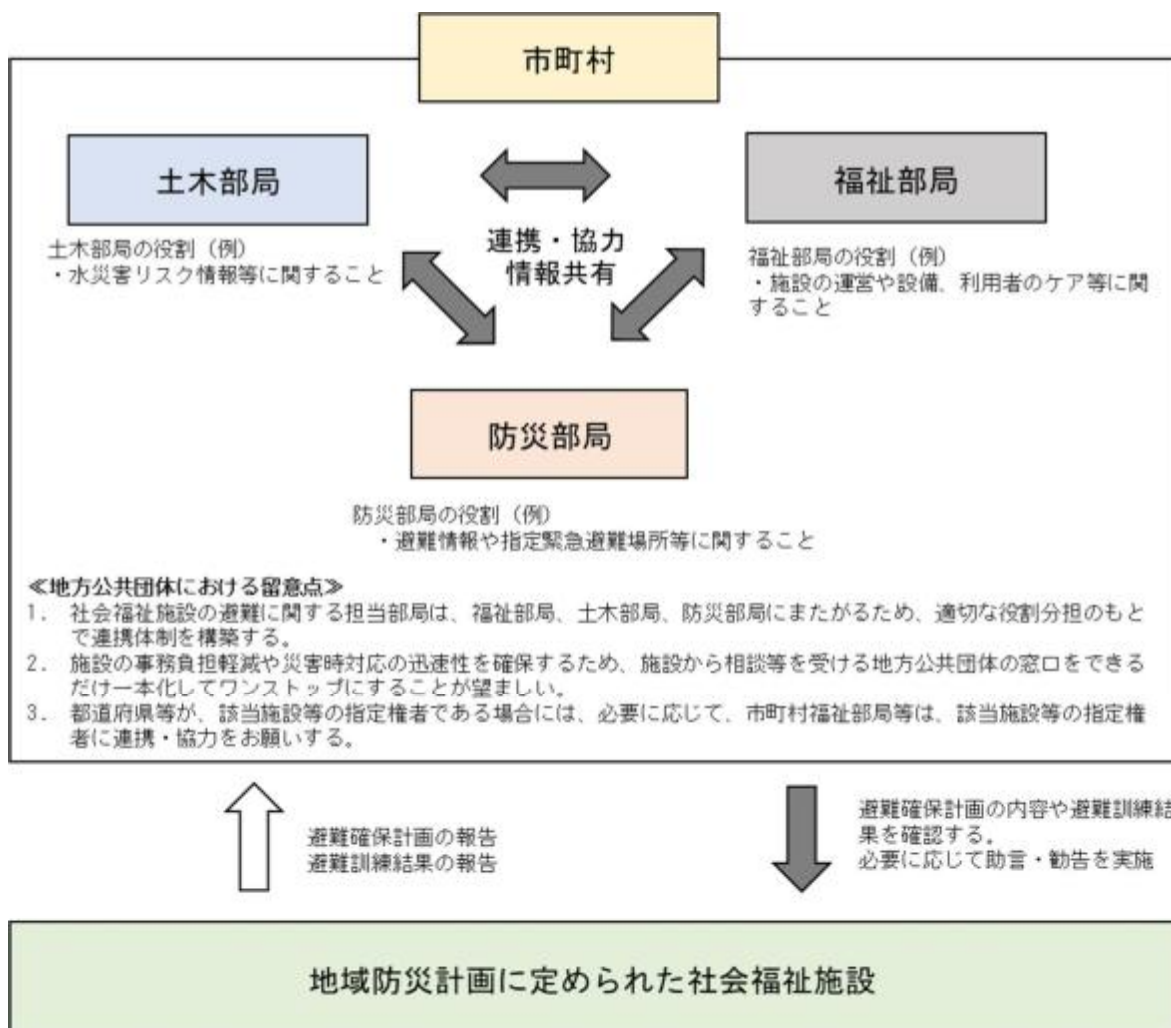 市町村
土木部局
福祉部局
土木部局の役割（例）
・水災害リスク情報等に関すること
連携・協力
情報共有
福祉部局の役割（例）
・施設の運営や設備、利用者のケア等に関
すること
防災部局
防災部局の役割（例）
・避難情報や指定緊急避難場所等に関すること
≪地方公共団体における留意点≫
1. 社会福祉施設の避難に関する担当部局は、福祉部局、土木部局、防災部局にまたがるため、適切な役割分担のもと
で連携体制を構築する。
2. 施設の事務負担軽減や災害時対応の迅速性を確保するため、施設から相談等を受ける地方公共団体の窓口をできる
だけ一本化してワンストップにすることが望ましい。
3. 都道府県等が、該当施設等の指定権者である場合には、必要に応じて、市町村福祉部局等は、該当施設等の指定権
者に連携・協力をお願いする。
避難確保計画の報告
避難訓練結果の報告
避難確保計画の内容や避難訓練結
果を確認する。
必要に応じて助言・勧告を実施
地域防災計画に定められた社会福祉施設